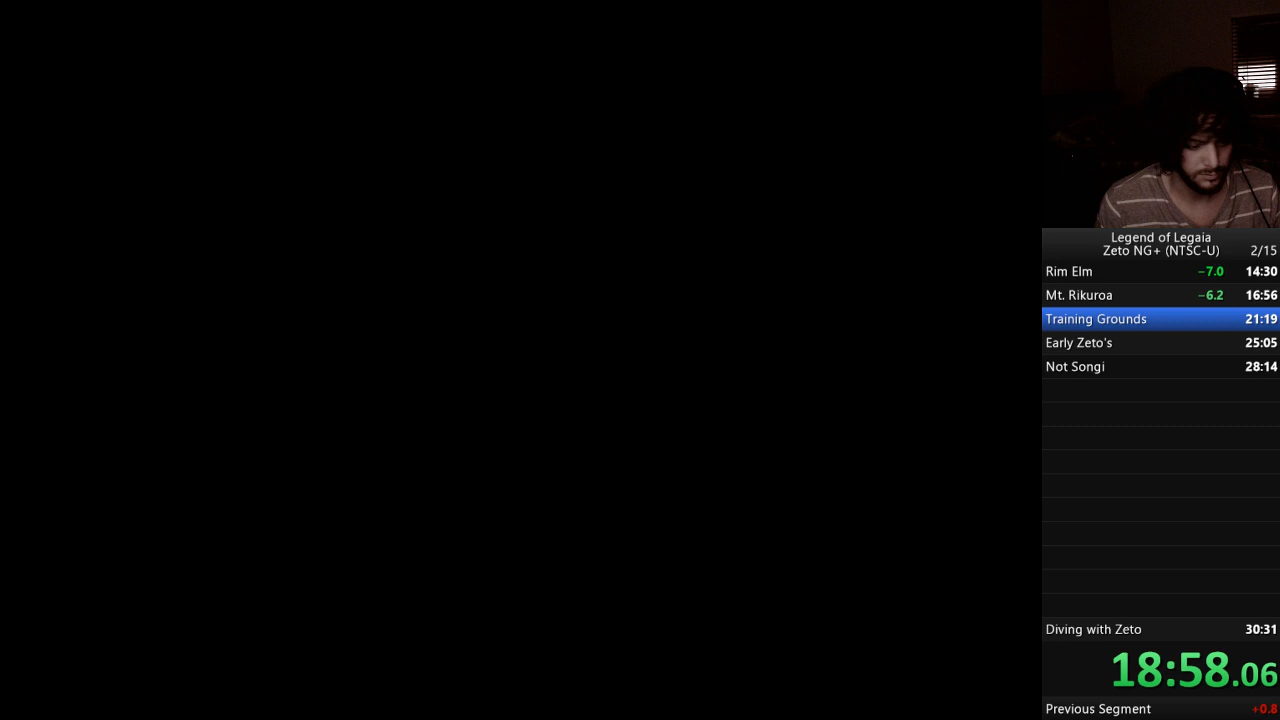 Legend of Legaia
Zeto NG+ (NTSC-U) 2/15
Rim Elm −7.0 14:30
Mt. Rikuroa −6.2 16:56
Training Grounds 21:19
Early Zeto's 25:05
Not Songi 28:14
Diving with Zeto 30:31
18:58.06
Previous Segment +0.8